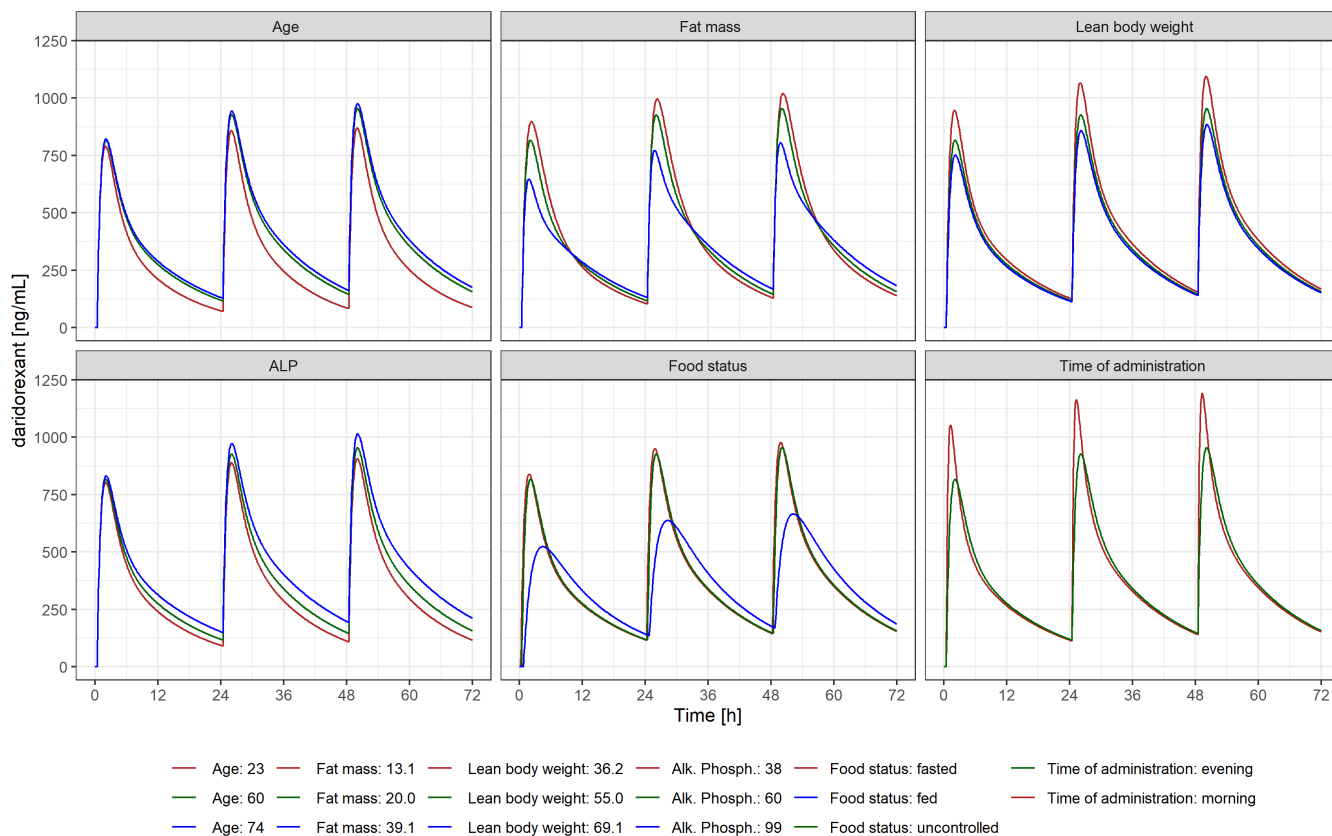 Age
Fat mass
Lean body weight
1250
1000
750
500
250
0
ALP
Food status
Time of administration
1250
1000
750
500
250
0
daridorexant [ng/mL]
0 12 24 36 48 60 72 0 12 24 36 48 60 72 0 12 24 36 48 60 72
Time [h]
Age: 23 Fat mass: 13.1 Lean body weight: 36.2 Alk. Phosph.: 38 Food status: fasted Time of administration: evening
Age: 60 Fat mass: 20.0 Lean body weight: 55.0 Alk. Phosph.: 60 Food status: fed Time of administration: morning
Age: 74 Fat mass: 39.1 Lean body weight: 69.1 Alk. Phosph.: 99 Food status: uncontrolled